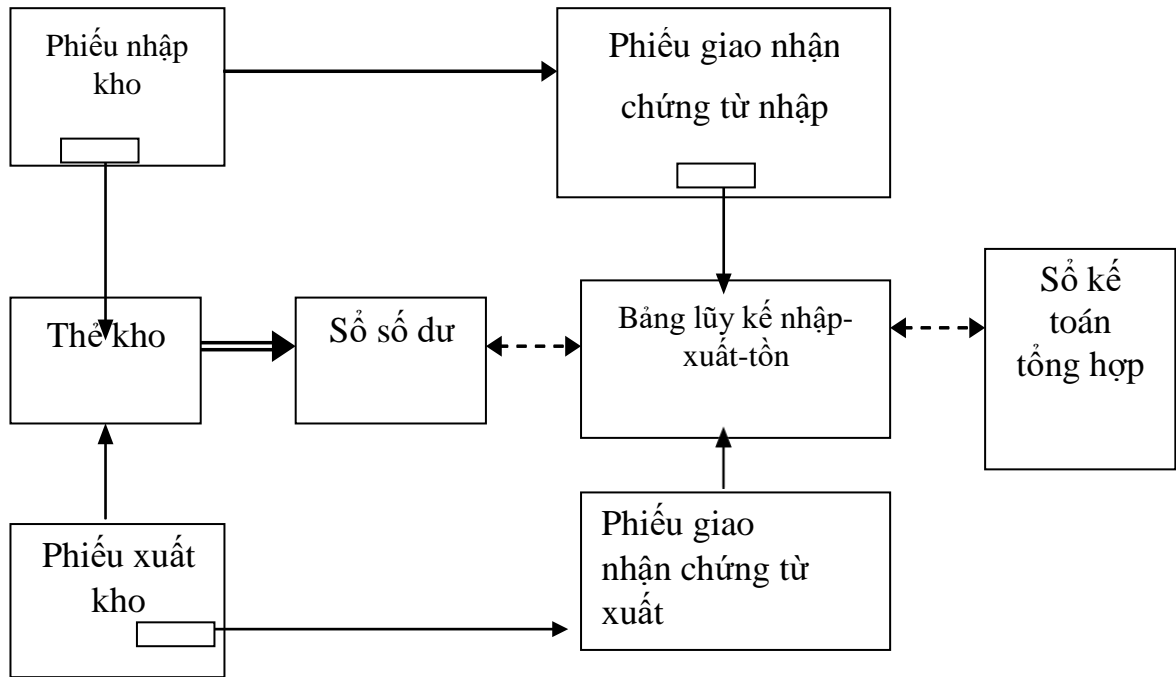 Phiếu nhập
kho
Phiếu giao nhận
chứng từ nhập
Thẻ kho
Sổ số dư
Bảng lũy kế nhập-
xuất-tồn
Sổ kế
toán
tổng hợp
Phiếu xuất
kho
Phiếu giao
nhận chứng từ
xuất